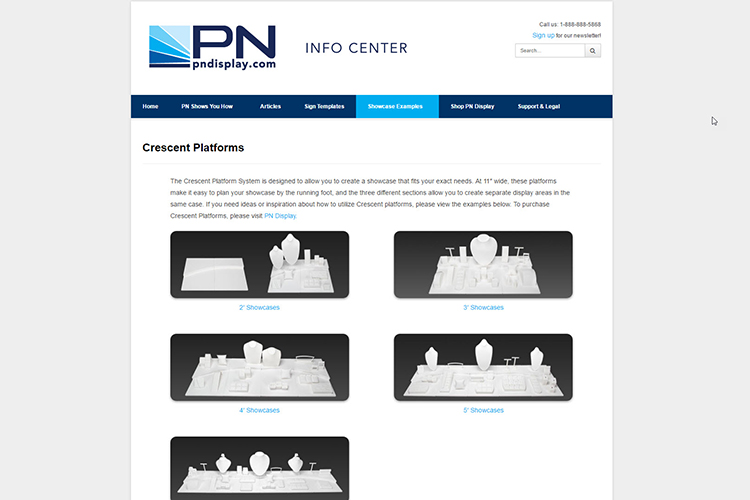 Call us: 1-888-888-5868
Sign up for our newsletter!
PN
pndisplay.com
INFO CENTER
Search...
Home PN Shows You How Articles Sign Templates Showcase Examples Shop PN Display Support & Legal
Crescent Platforms
The Crescent Platform System is designed to allow you to create a showcase that fits your exact needs. At 11" wide, these platforms
make it easy to plan your showcase by the running foot, and the three different sections allow you to create separate display areas in the
same case. If you need ideas or inspiration about how to utilize Crescent platforms, please view the examples below. To purchase
Crescent Platforms, please visit PN Display.
2' Showcases
3' Showcases
4' Showcases
5' Showcases